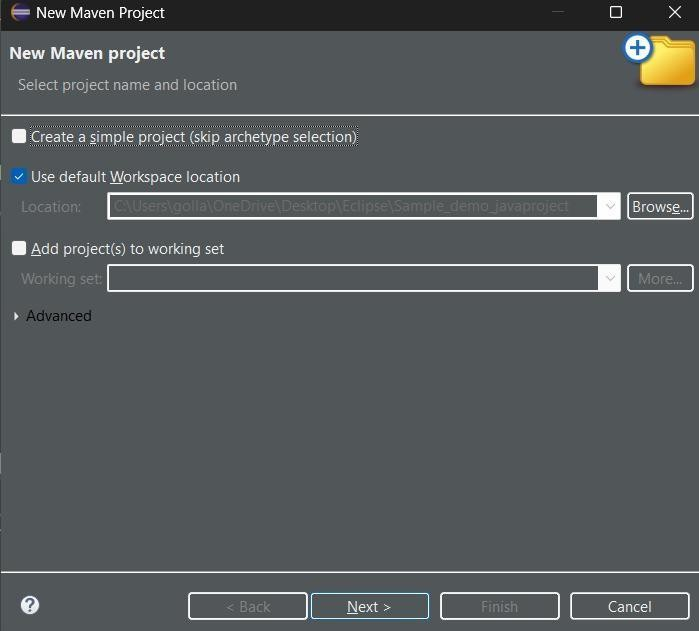 New Maven Project
New Maven project
Select project name and location
Create a simple project (skip archetype selection)
Use default Workspace location
Location: C:\Users\golla\OneDrive\Desktop\Eclipse\Sample_demo_javaproject Browse...
Add project(s) to working set
Working set: More...
Advanced
< Back Next > Finish Cancel